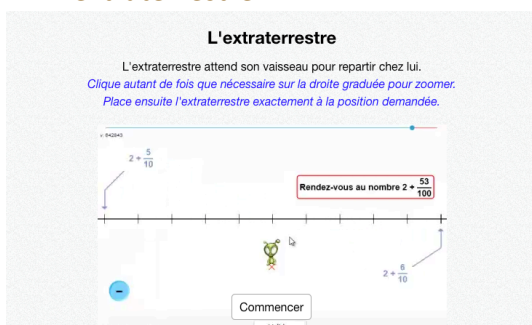 L'extraterrestre
L'extraterrestre attend son vaisseau pour repartir chez lui.
Clique autant de fois que nécessaire sur la droite graduée pour zoomer.
Place ensuite l'extraterrestre exactement à la position demandée.
2 + 5/10
Rendez-vous au nombre 2 + 53/100
2 + 6/10
−
Commencer